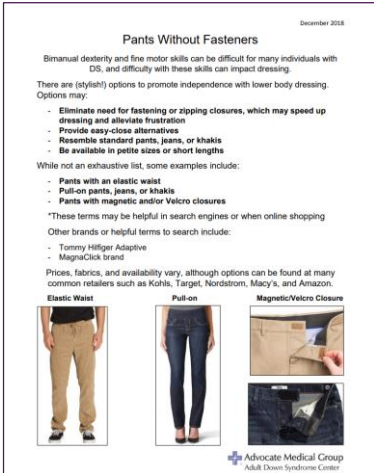 December 2018
Pants Without Fasteners
Bimanual dexterity and fine motor skills can be difficult for many individuals with
DS, and difficulty with these skills can impact dressing.
There are (stylish!) options to promote independence with lower body dressing.
Options may:
- Eliminate need for fastening or zipping closures, which may speed up
dressing and alleviate frustration
- Provide easy-close alternatives
- Resemble standard pants, jeans, or khakis
- Be available in petite sizes or short lengths
While not an exhaustive list, some examples include:
- Pants with an elastic waist
- Pull-on pants, jeans, or khakis
- Pants with magnetic and/or Velcro closures
*These terms may be helpful in search engines or when online shopping
Other brands or helpful terms to search include:
- Tommy Hilfiger Adaptive
- MagnaClick brand
Prices, fabrics, and availability vary, although options can be found at many
common retailers such as Kohls, Target, Nordstrom, Macy's, and Amazon.
Elastic Waist Pull-on Magnetic/Velcro Closure
Advocate Medical Group
Adult Down Syndrome Center